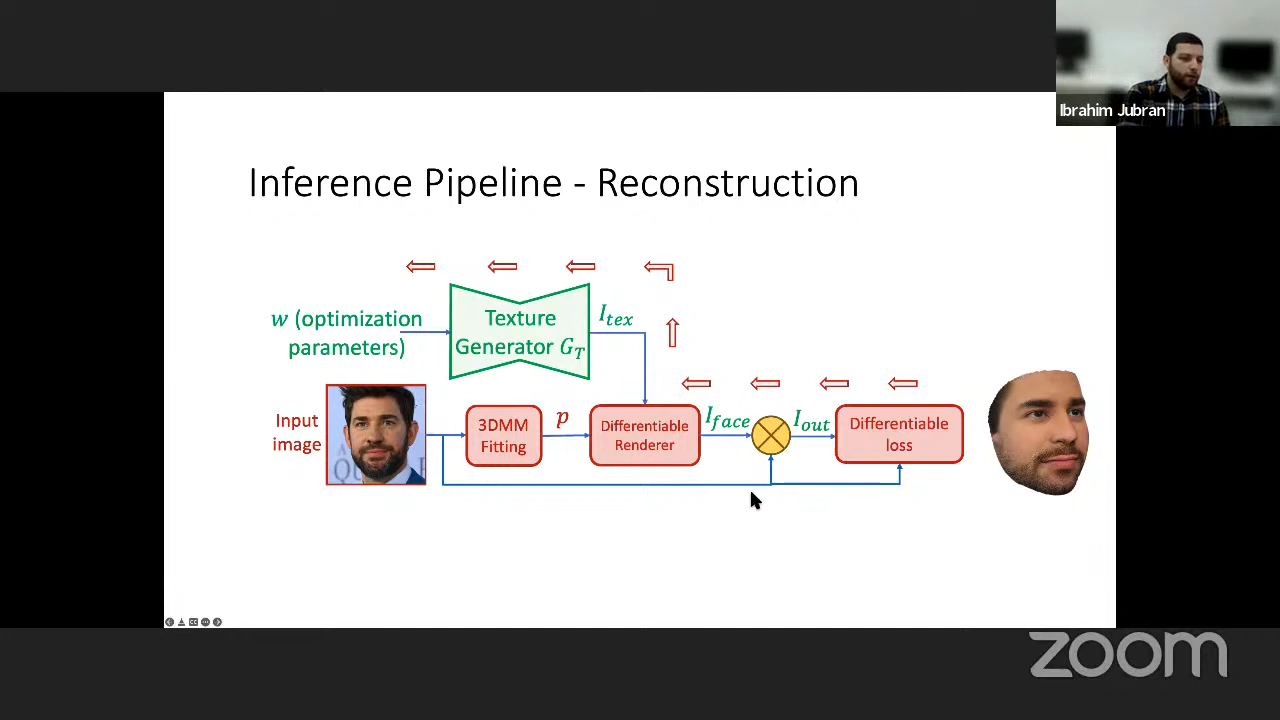 Ibrahim Jubran
Inference Pipeline - Reconstruction
w (optimization
parameters)
Texture
Generator G_T
I_tex
Input
image
3DMM
Fitting
p
Differentiable
Renderer
I_face
I_out
Differentiable
loss
zoom